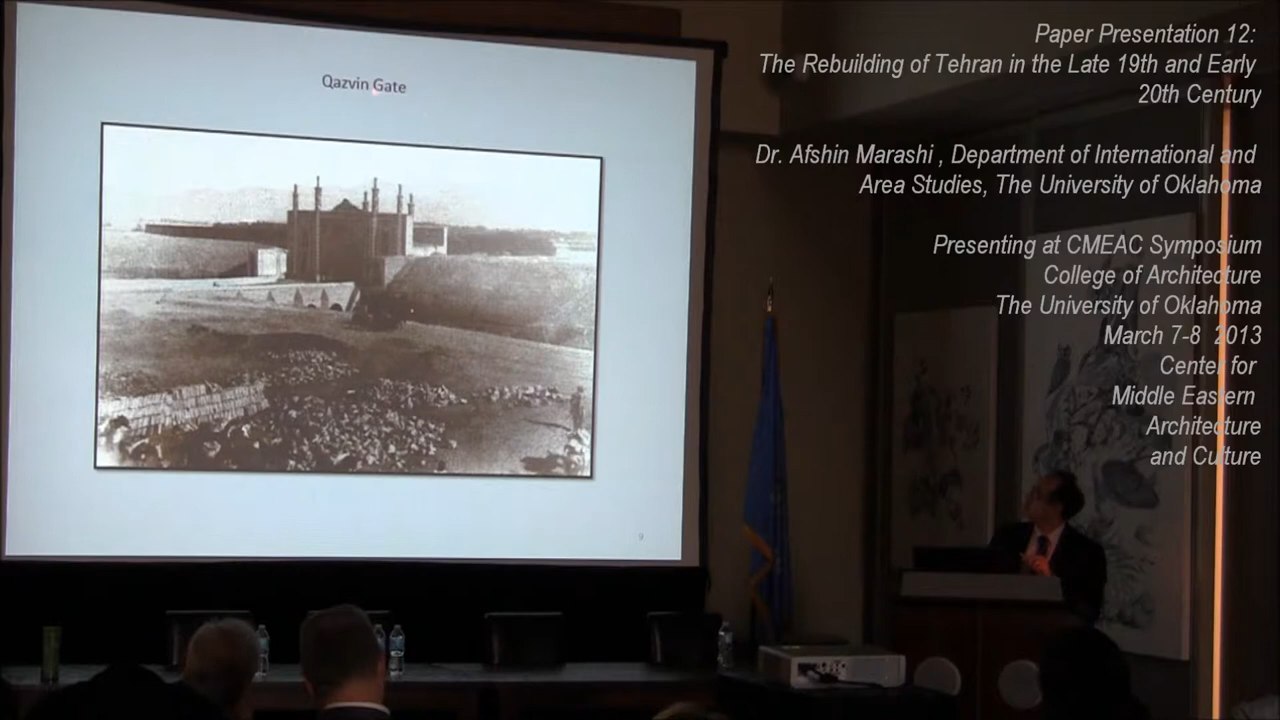 Qazvin Gate
9
Paper Presentation 12:
The Rebuilding of Tehran in the Late 19th and Early
20th Century
Dr. Afshin Marashi , Department of International and
Area Studies, The University of Oklahoma
Presenting at CMEAC Symposium
College of Architecture
The University of Oklahoma
March 7-8 2013
Center for
Middle Eastern
Architecture
and Culture